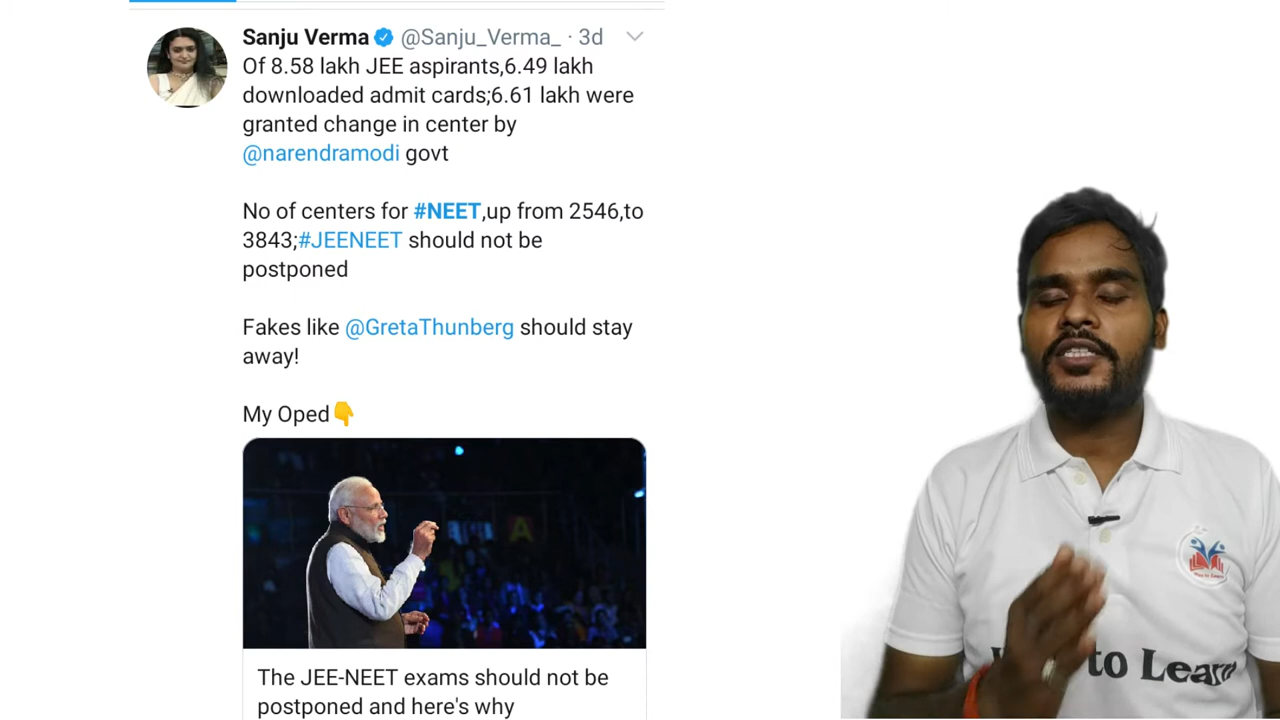 Sanju Verma @Sanju_Verma_ · 3d
Of 8.58 lakh JEE aspirants,6.49 lakh
downloaded admit cards;6.61 lakh were
granted change in center by
@narendramodi govt
No of centers for #NEET,up from 2546,to
3843;#JEENEET should not be
postponed
Fakes like @GretaThunberg should stay
away!
My Oped👇
A
The JEE-NEET exams should not be
postponed and here's why
to Learn